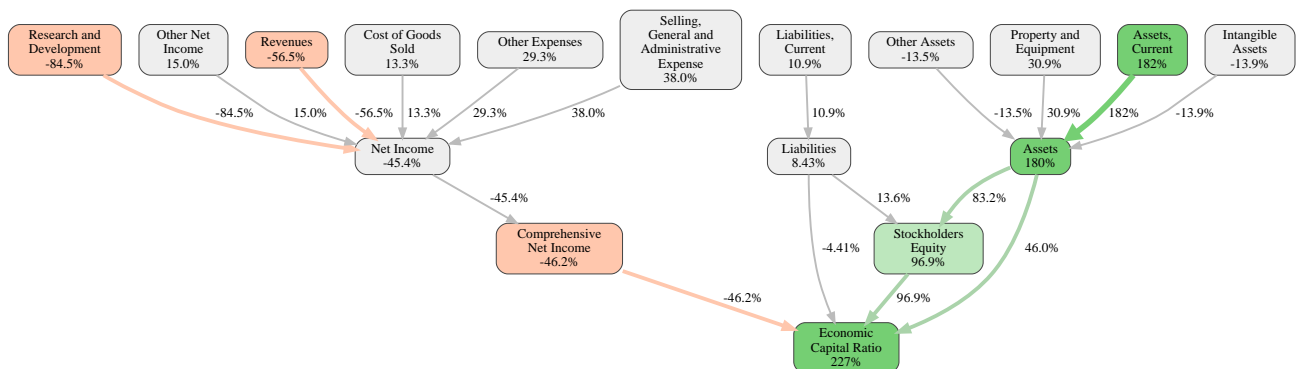 Research and
Development
-84.5%
Other Net
Income
15.0%
Revenues
-56.5%
Cost of Goods
Sold
13.3%
Other Expenses
29.3%
Selling,
General and
Administrative
Expense
38.0%
Liabilities,
Current
10.9%
Other Assets
-13.5%
Property and
Equipment
30.9%
Assets,
Current
182%
Intangible
Assets
-13.9%
-84.5%
15.0%
-56.5%
13.3%
29.3%
38.0%
10.9%
-13.5%
30.9%
182%
-13.9%
Net Income
-45.4%
Liabilities
8.43%
Assets
180%
-45.4%
13.6%
83.2%
Comprehensive
Net Income
-46.2%
-4.41%
Stockholders
Equity
96.9%
46.0%
-46.2%
96.9%
Economic
Capital Ratio
227%